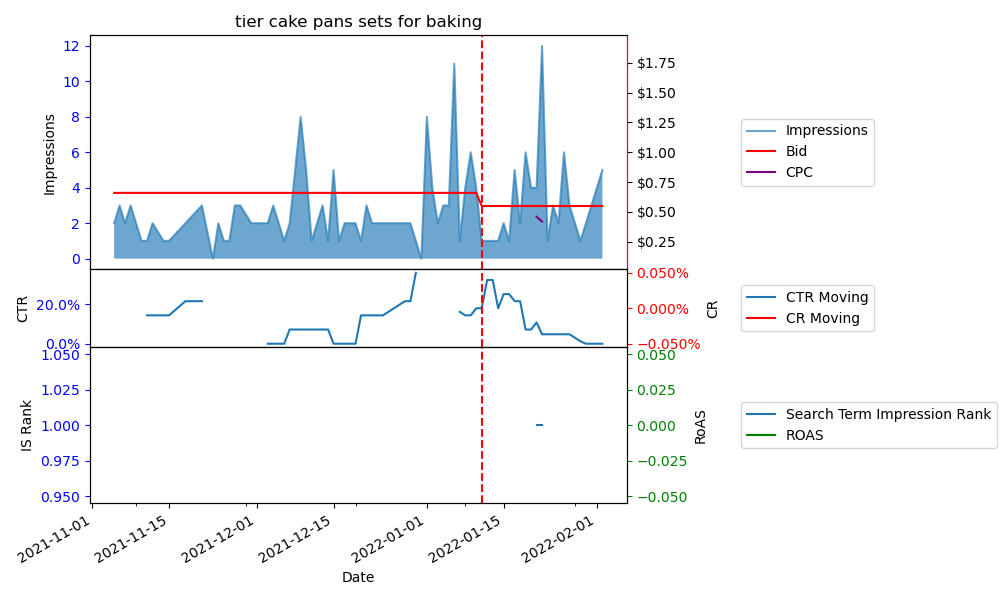 tier cake pans sets for baking
12
10
8
6
4
2
0
Impressions
$1.75
$1.50
$1.25
$1.00
$0.75
$0.50
$0.25
Impressions
Bid
CPC
20.0%
0.0%
CTR
0.050%
0.000%
−0.050%
CR
CTR Moving
CR Moving
1.050
1.025
1.000
0.975
0.950
IS Rank
0.050
0.025
0.000
−0.025
−0.050
RoAS
Search Term Impression Rank
ROAS
2021-11-01
2021-11-15
2021-12-01
2021-12-15
2022-01-01
2022-01-15
2022-02-01
Date